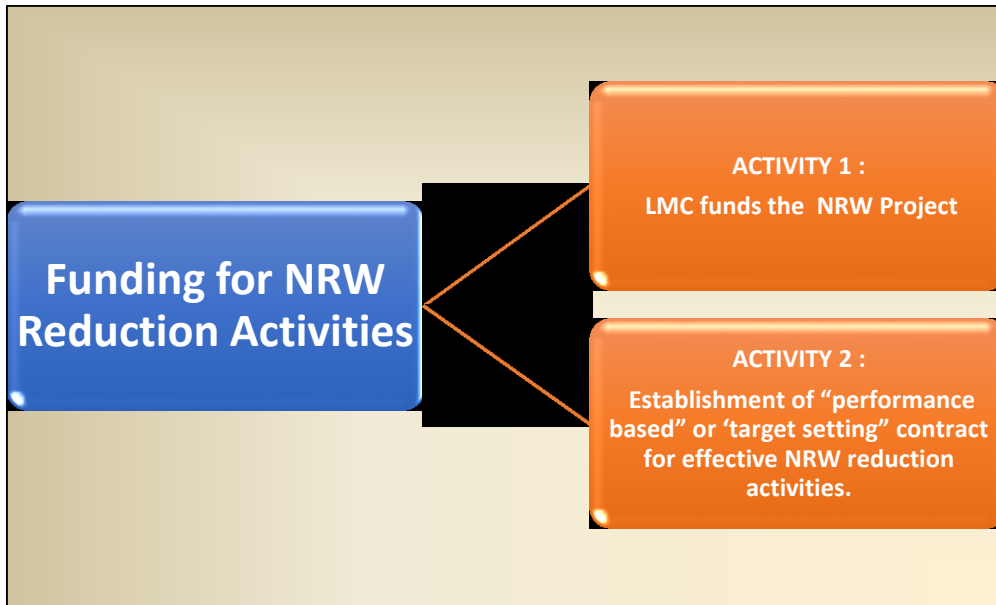 Funding for NRW
Reduction Activities
ACTIVITY 1 :
LMC funds the  NRW Project
ACTIVITY 2 :
Establishment of “performance
based” or ‘target setting” contract
for effective NRW reduction
activities.